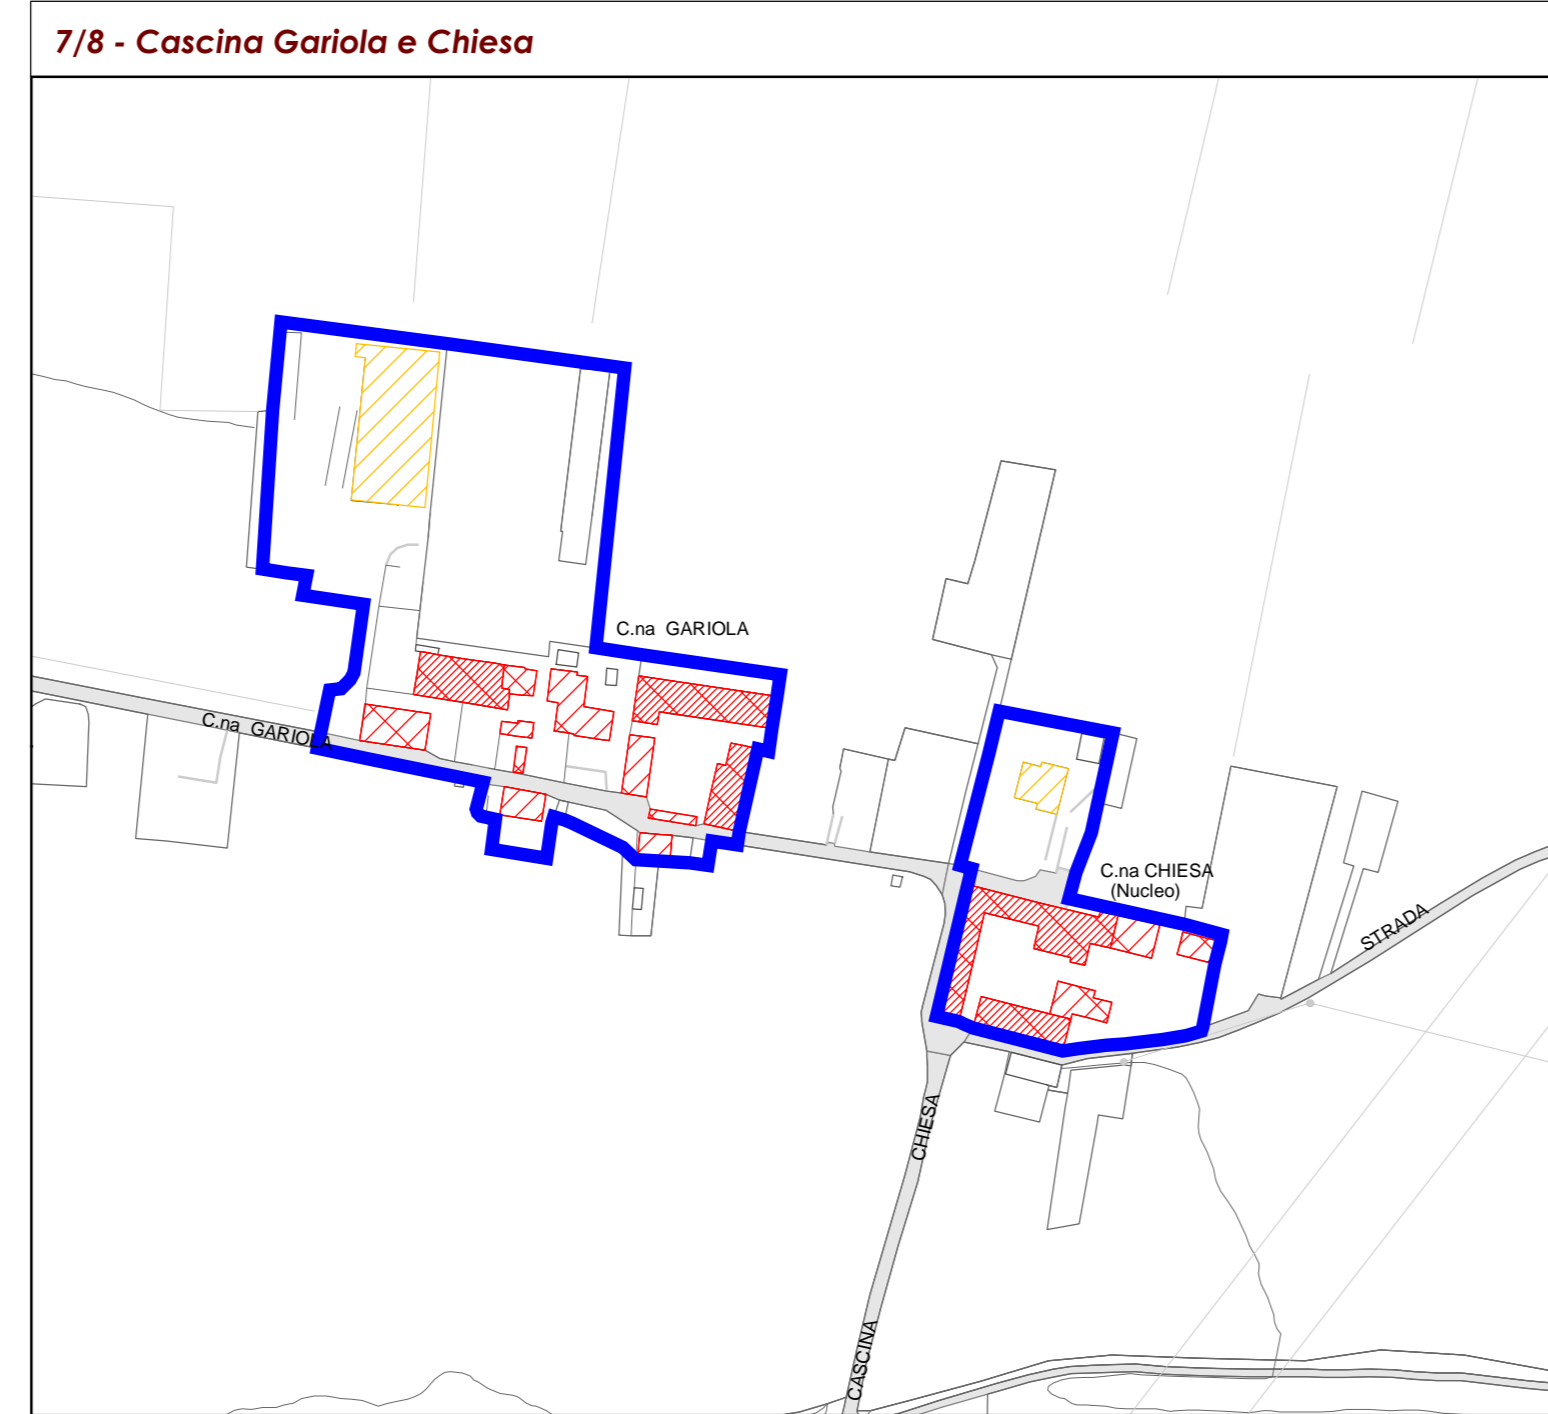 7/8 - Cascina Gariola e Chiesa
C.na GARIOLA
C.na GARIOLA
C.na CHIESA
(Nucleo)
STRADA
CHIESA
CASCINA